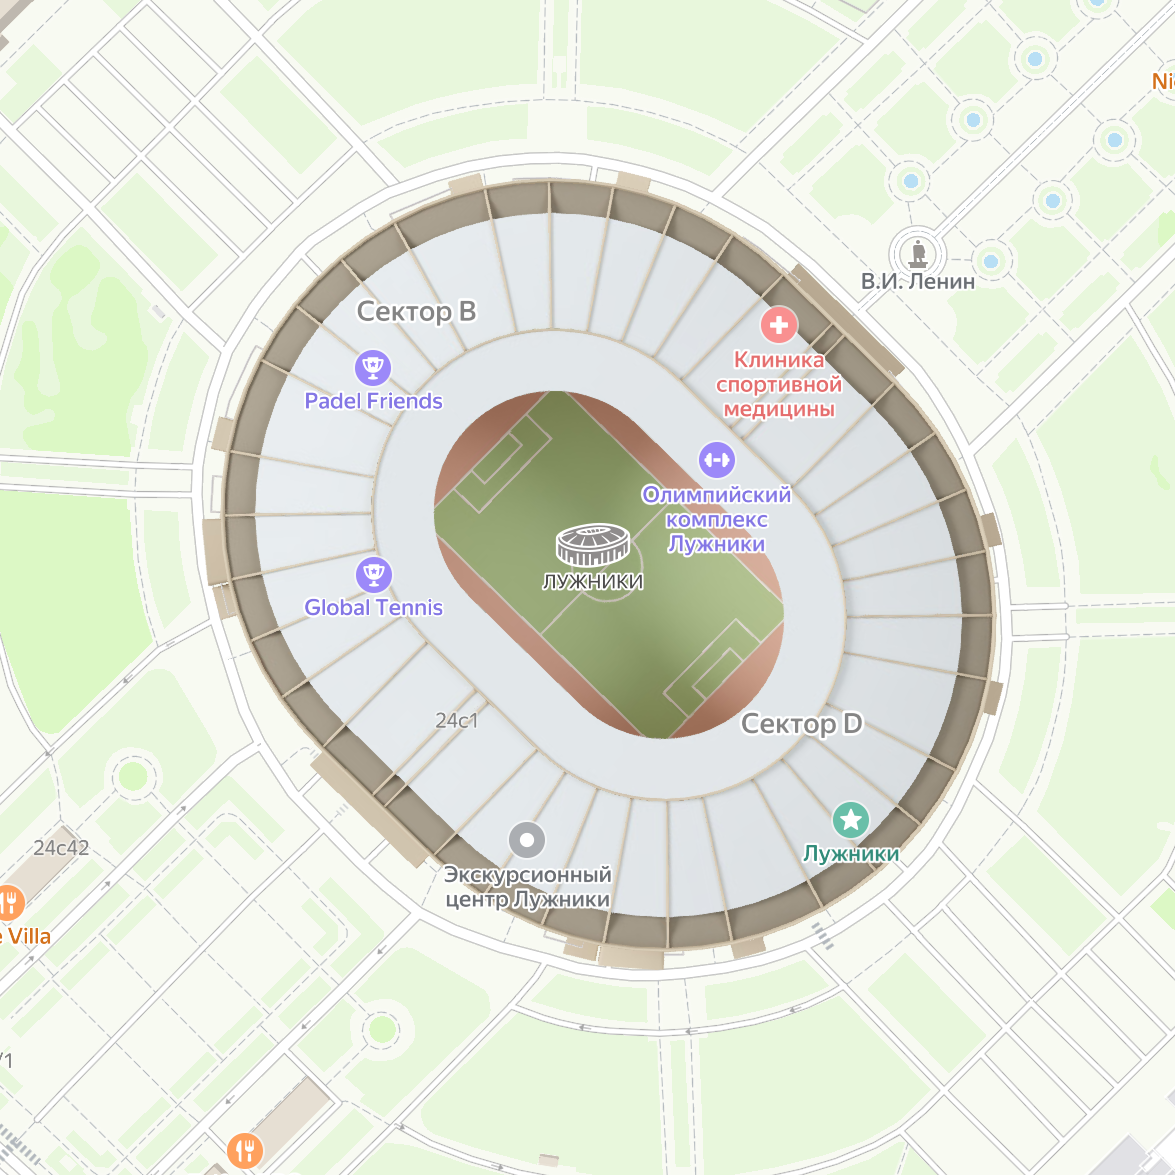 Ni
В.И. Ленин
Сектор B
Клиника
спортивной
медицины
Padel Friends
Олимпийский
комплекс
Лужники
ЛУЖНИКИ
Global Tennis
24с1
Сектор D
24с42
Лужники
Экскурсионный
центр Лужники
e Villa
/1